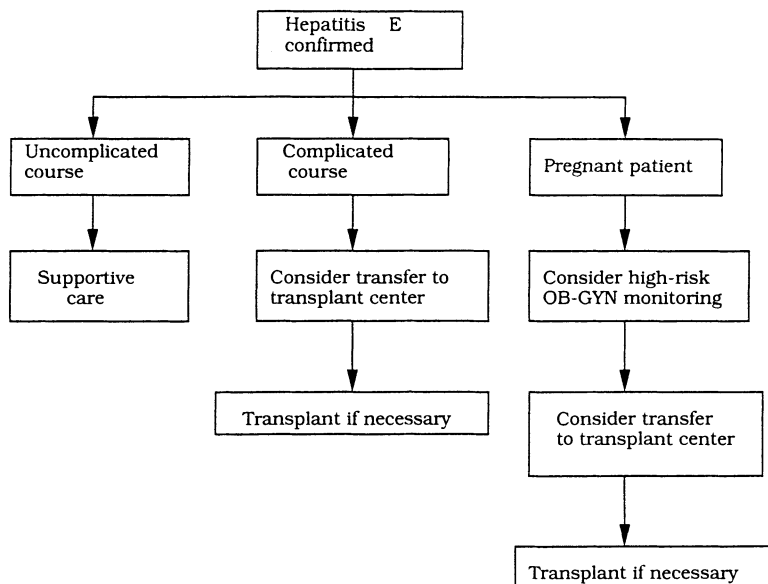 Hepatitis E
confirmed
Uncomplicated
course
Complicated
course
Pregnant patient
Supportive
care
Consider transfer to
transplant center
Consider high-risk
OB-GYN monitoring
Transplant if necessary
Consider transfer
to transplant center
Transplant if necessary